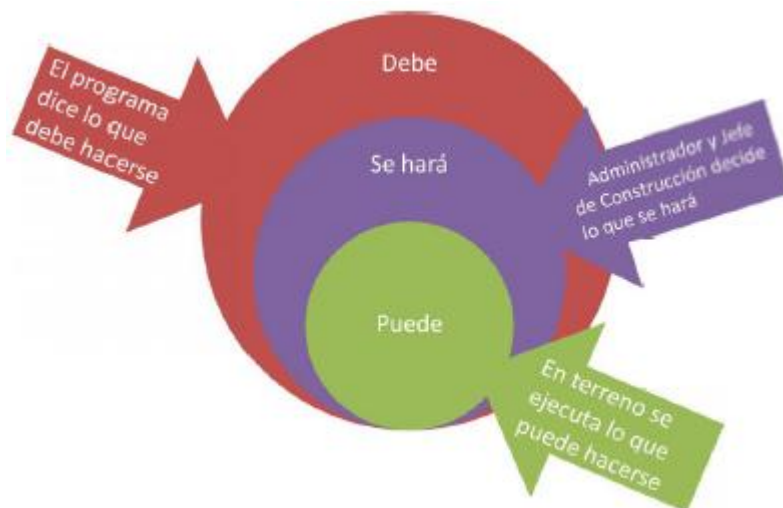 Debe
El programa
dice lo que
debe hacerse
Se hará
Administrador y Jefe
de Construcción decide
lo que se hará
Puede
En terreno se
ejecuta lo que
puede hacerse